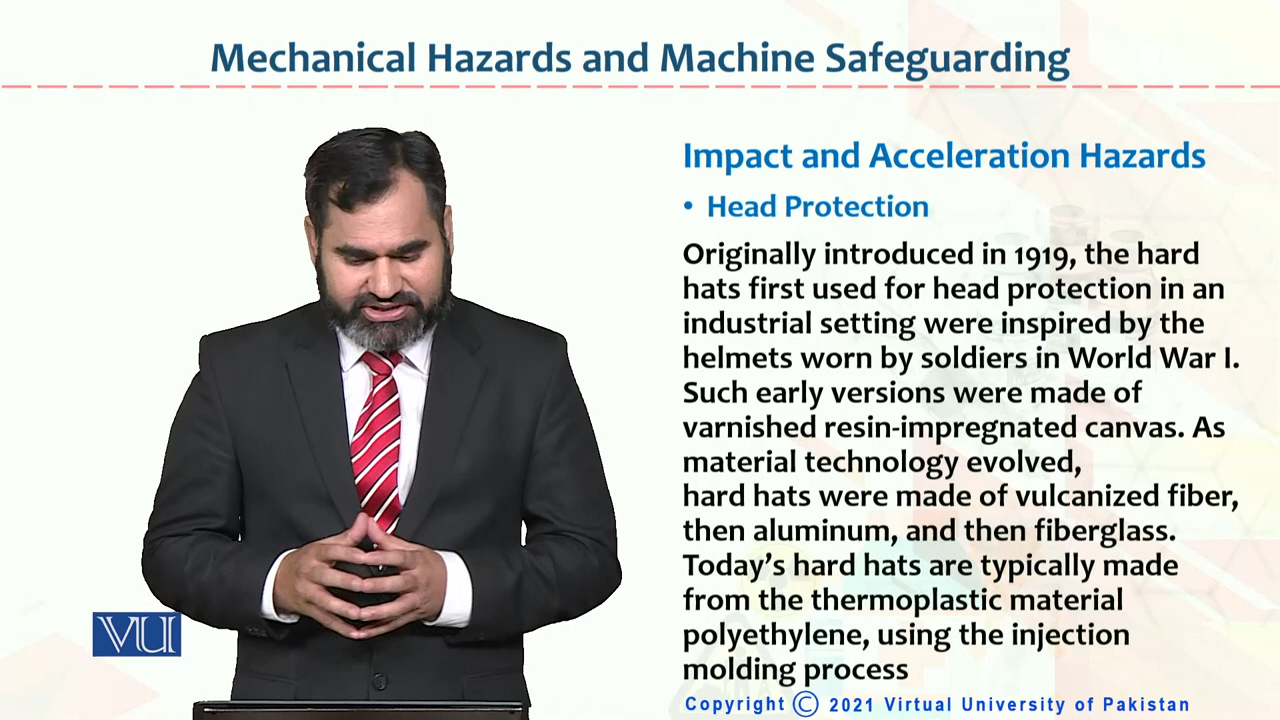 Mechanical Hazards and Machine Safeguarding
Impact and Acceleration Hazards
• Head Protection
Originally introduced in 1919, the hard
hats first used for head protection in an
industrial setting were inspired by the
helmets worn by soldiers in World War I.
Such early versions were made of
varnished resin-impregnated canvas. As
material technology evolved,
hard hats were made of vulcanized fiber,
then aluminum, and then fiberglass.
Today's hard hats are typically made
from the thermoplastic material
polyethylene, using the injection
molding process
VU
Copyright © 2021 Virtual University of Pakistan